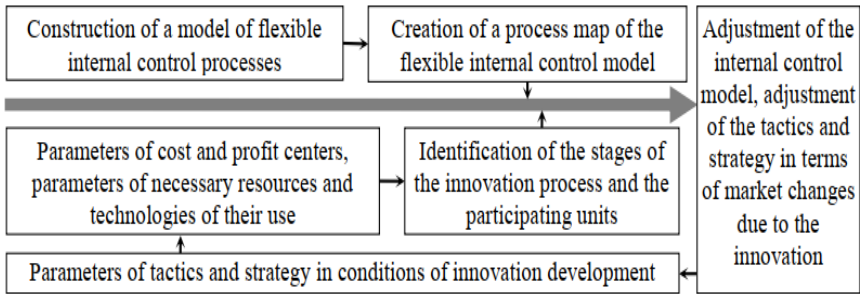 Construction of a model of flexible
internal control processes
Creation of a process map of the
flexible internal control model
Adjustment of the
internal control
model, adjustment
of the tactics and
strategy in terms
of market changes
due to the
innovation
Parameters of cost and profit centers,
parameters of necessary resources and
technologies of their use
Identification of the stages of
the innovation process and the
participating units
Parameters of tactics and strategy in conditions of innovation development